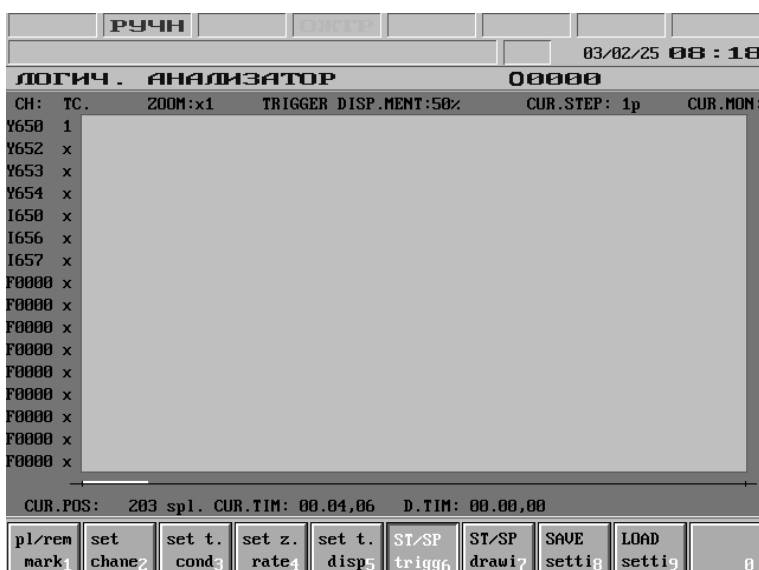 РУЧН ОЖТР
03/02/25 08:18
ЛОГИЧ. АНАЛИЗАТОР O0000
CH: TC. ZOOM:x1 TRIGGER DISP.MENT:50% CUR.STEP: 1p CUR.MON:
Y650 1
Y652 x
Y653 x
Y654 x
I650 x
I656 x
I657 x
F0000 x
F0000 x
F0000 x
F0000 x
F0000 x
F0000 x
F0000 x
F0000 x
F0000 x
CUR.POS: 203 spl. CUR.TIM: 00.04,06 D.TIM: 00.00,00
pl/rem set set t. set z. set t. ST/SP ST/SP SAVE LOAD
mark1 chane2 cond3 rate4 disp5 trigg6 drawi7 setti8 setti9 0